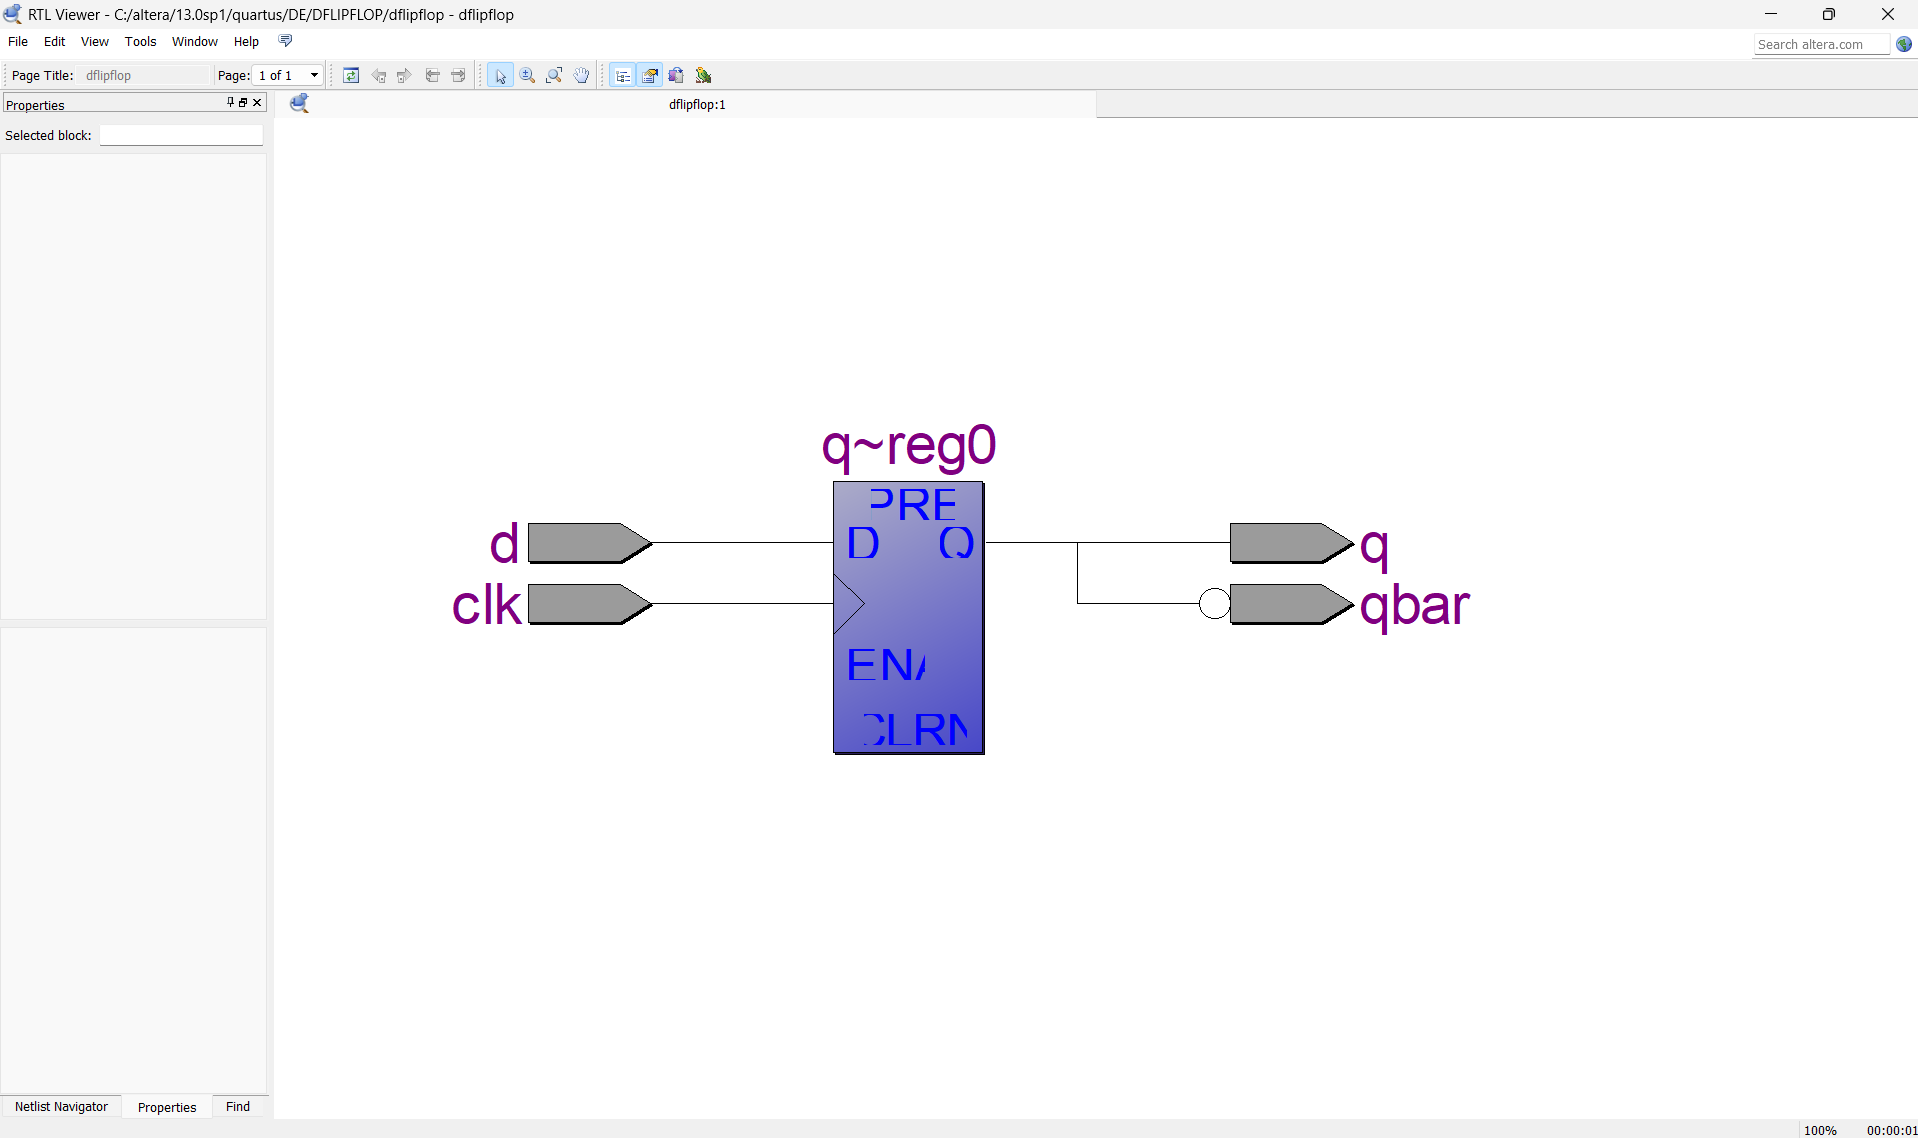 RTL Viewer - C:/altera/13.0sp1/quartus/DE/DFLIPFLOP/dflipflop - dflipflop
File Edit View Tools Window Help
Search altera.com
Page Title: dflipflop Page: 1 of 1
Properties
dflipflop:1
Selected block:
q~reg0
PRE
d D Q q
clk qbar
ENA
CLRN
Netlist Navigator Properties Find
100% 00:00:01